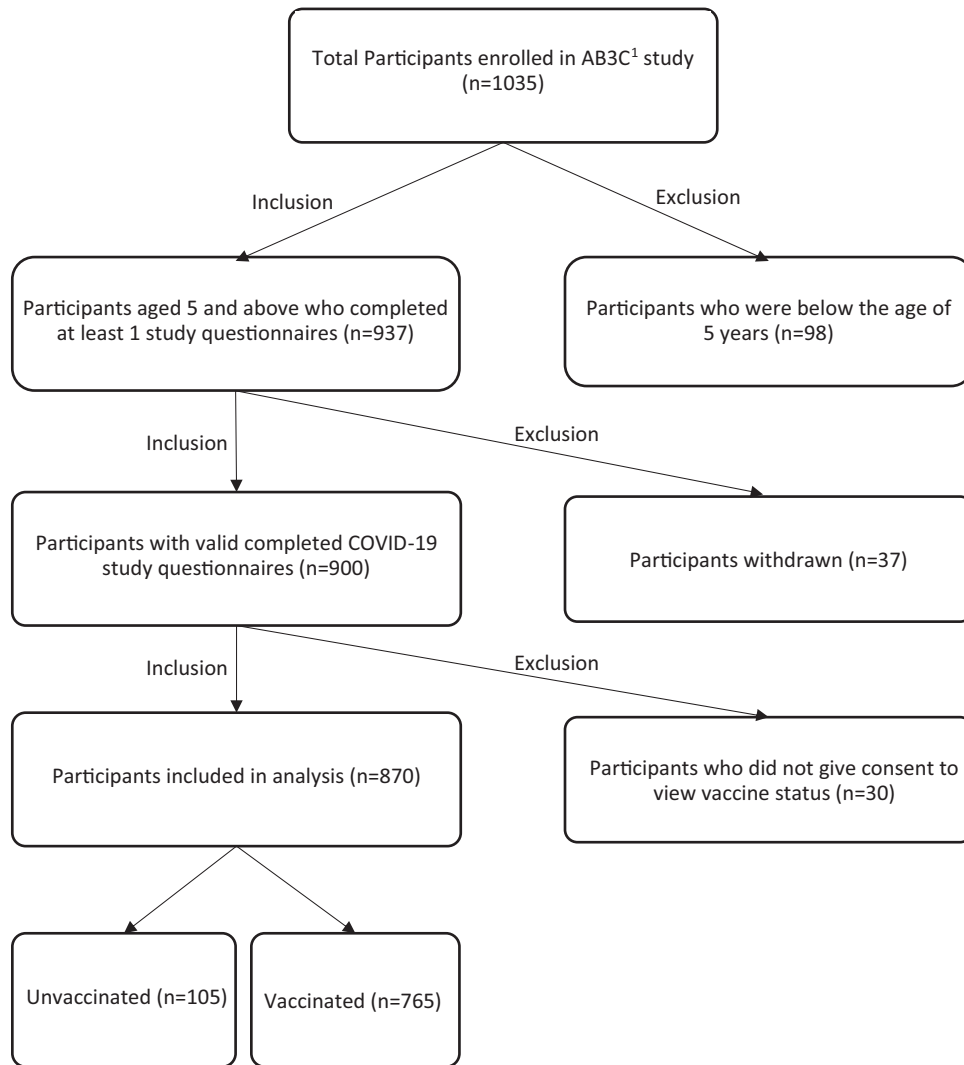 Total Participants enrolled in AB3C¹ study
(n=1035)
Inclusion
Exclusion
Participants aged 5 and above who completed
at least 1 study questionnaires (n=937)
Participants who were below the age of
5 years (n=98)
Inclusion
Exclusion
Participants with valid completed COVID-19
study questionnaires (n=900)
Participants withdrawn (n=37)
Inclusion
Exclusion
Participants included in analysis (n=870)
Participants who did not give consent to
view vaccine status (n=30)
Unvaccinated (n=105)
Vaccinated (n=765)